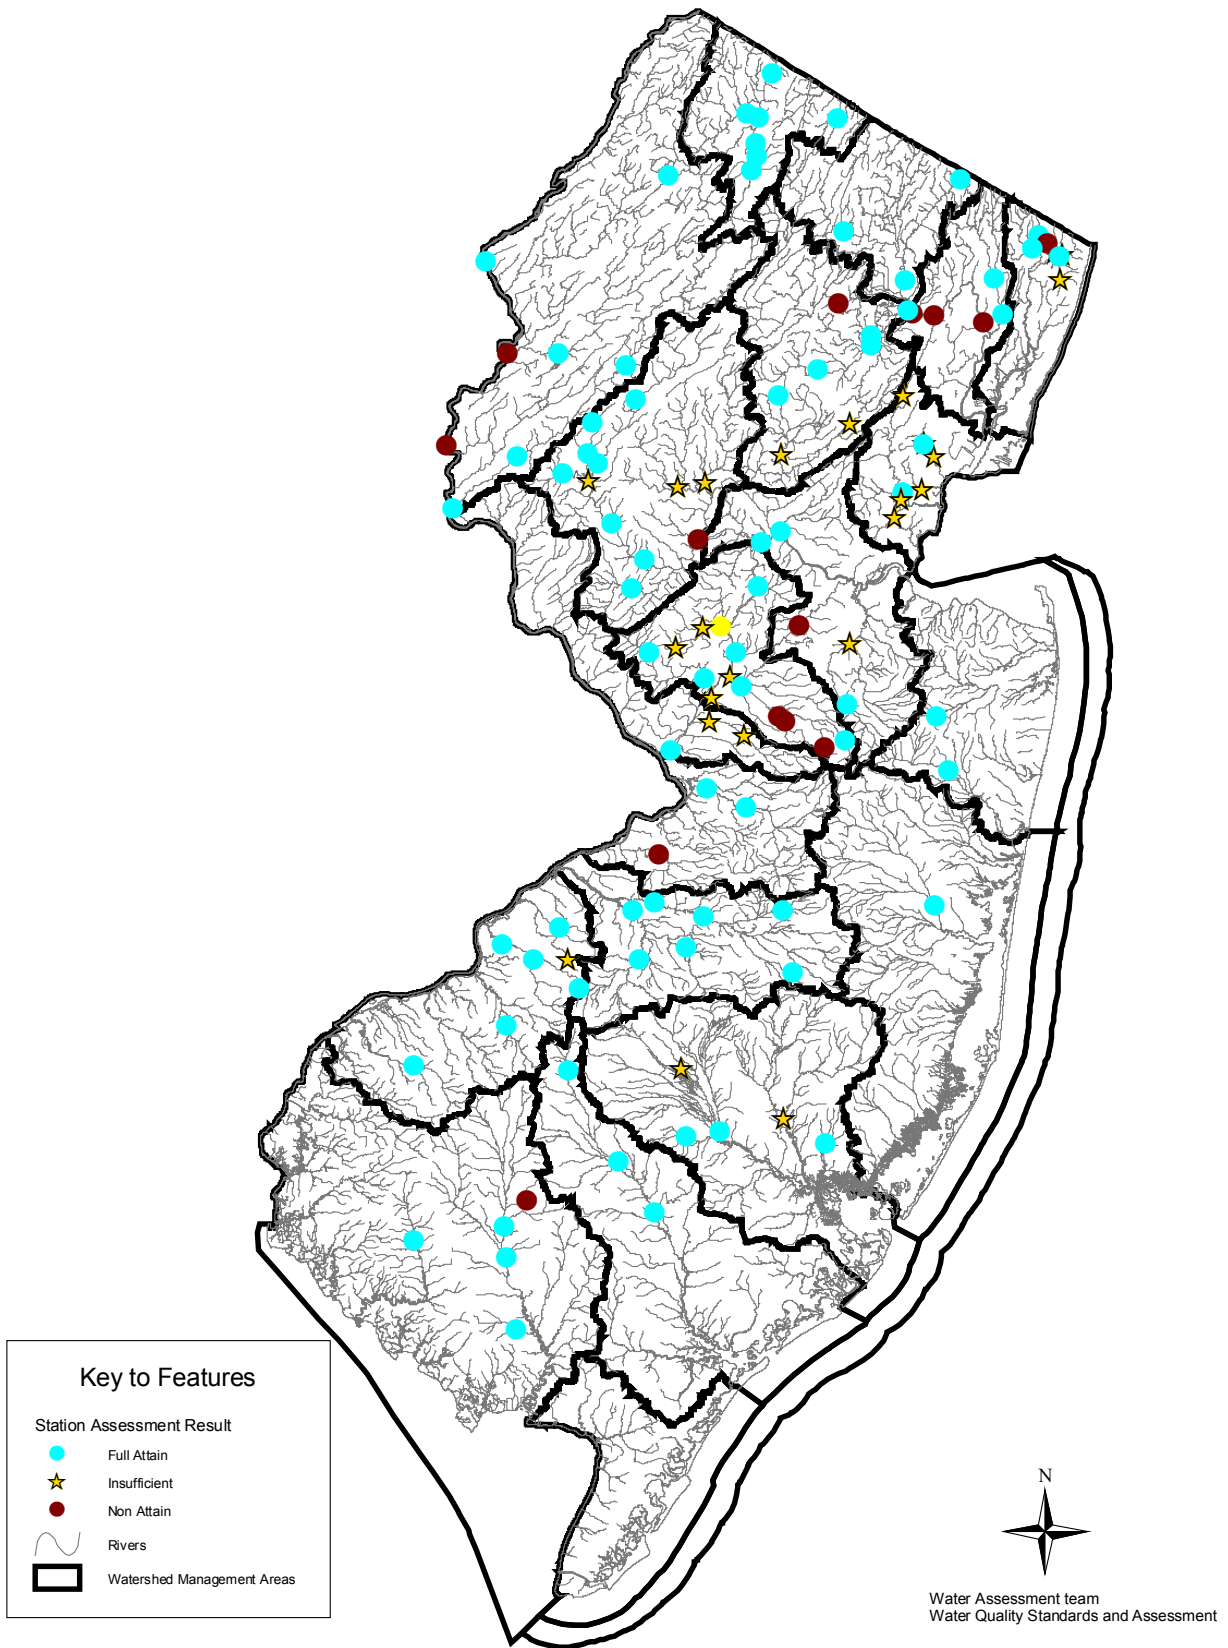 Key to Features
Station Assessment Result
Full Attain
Insufficient
Non Attain
Rivers
Watershed Management Areas
N
Water Assessment team
Water Quality Standards and Assessment